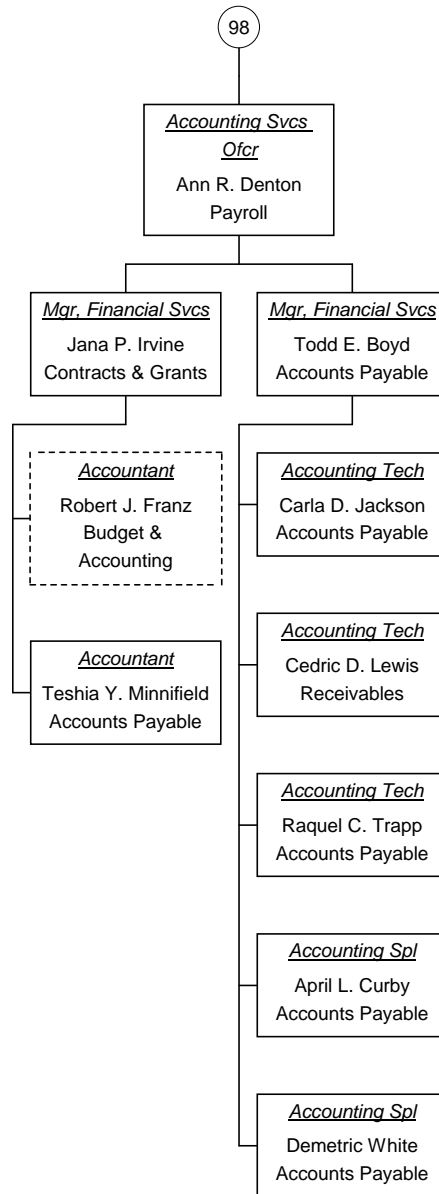 98
Accounting Svcs
Ofcr
Ann R. Denton
Payroll
Mgr, Financial Svcs
Jana P. Irvine
Contracts & Grants
Accountant
Robert J. Franz
Budget &
Accounting
Accountant
Teshia Y. Minnifield
Accounts Payable
Mgr, Financial Svcs
Todd E. Boyd
Accounts Payable
Accounting Tech
Carla D. Jackson
Accounts Payable
Accounting Tech
Cedric D. Lewis
Receivables
Accounting Tech
Raquel C. Trapp
Accounts Payable
Accounting Spl
April L. Curby
Accounts Payable
Accounting Spl
Demetric White
Accounts Payable